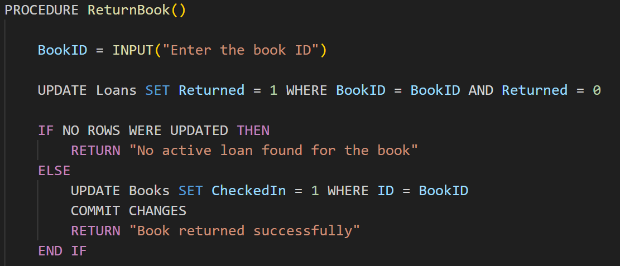 PROCEDURE ReturnBook()
BookID = INPUT("Enter the book ID")
UPDATE Loans SET Returned = 1 WHERE BookID = BookID AND Returned = 0
IF NO ROWS WERE UPDATED THEN
RETURN "No active loan found for the book"
ELSE
UPDATE Books SET CheckedIn = 1 WHERE ID = BookID
COMMIT CHANGES
RETURN "Book returned successfully"
END IF